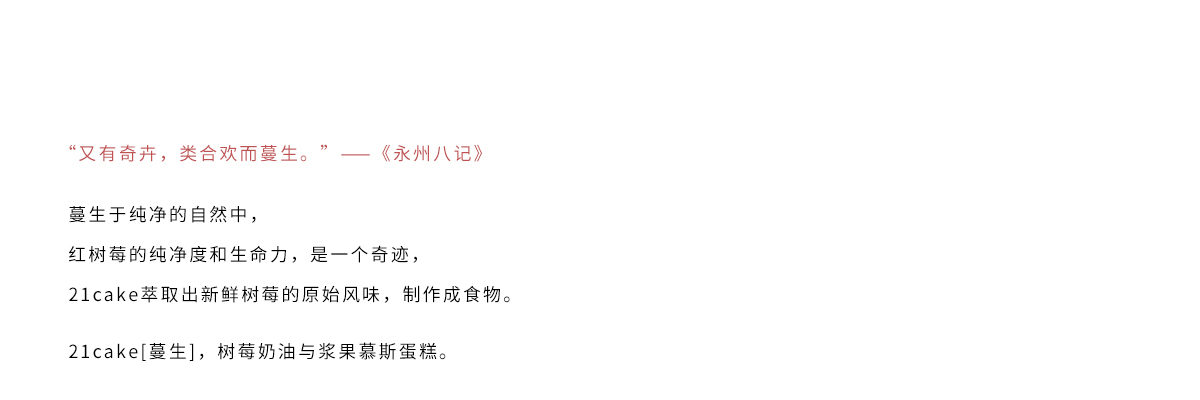 “又有奇卉，类合欢而蔓生。” ——《永州八记》
蔓生于纯净的自然中，
红树莓的纯净度和生命力，是一个奇迹，
21cake萃取出新鲜树莓的原始风味，制作成食物。
21cake[蔓生]，树莓奶油与浆果慕斯蛋糕。